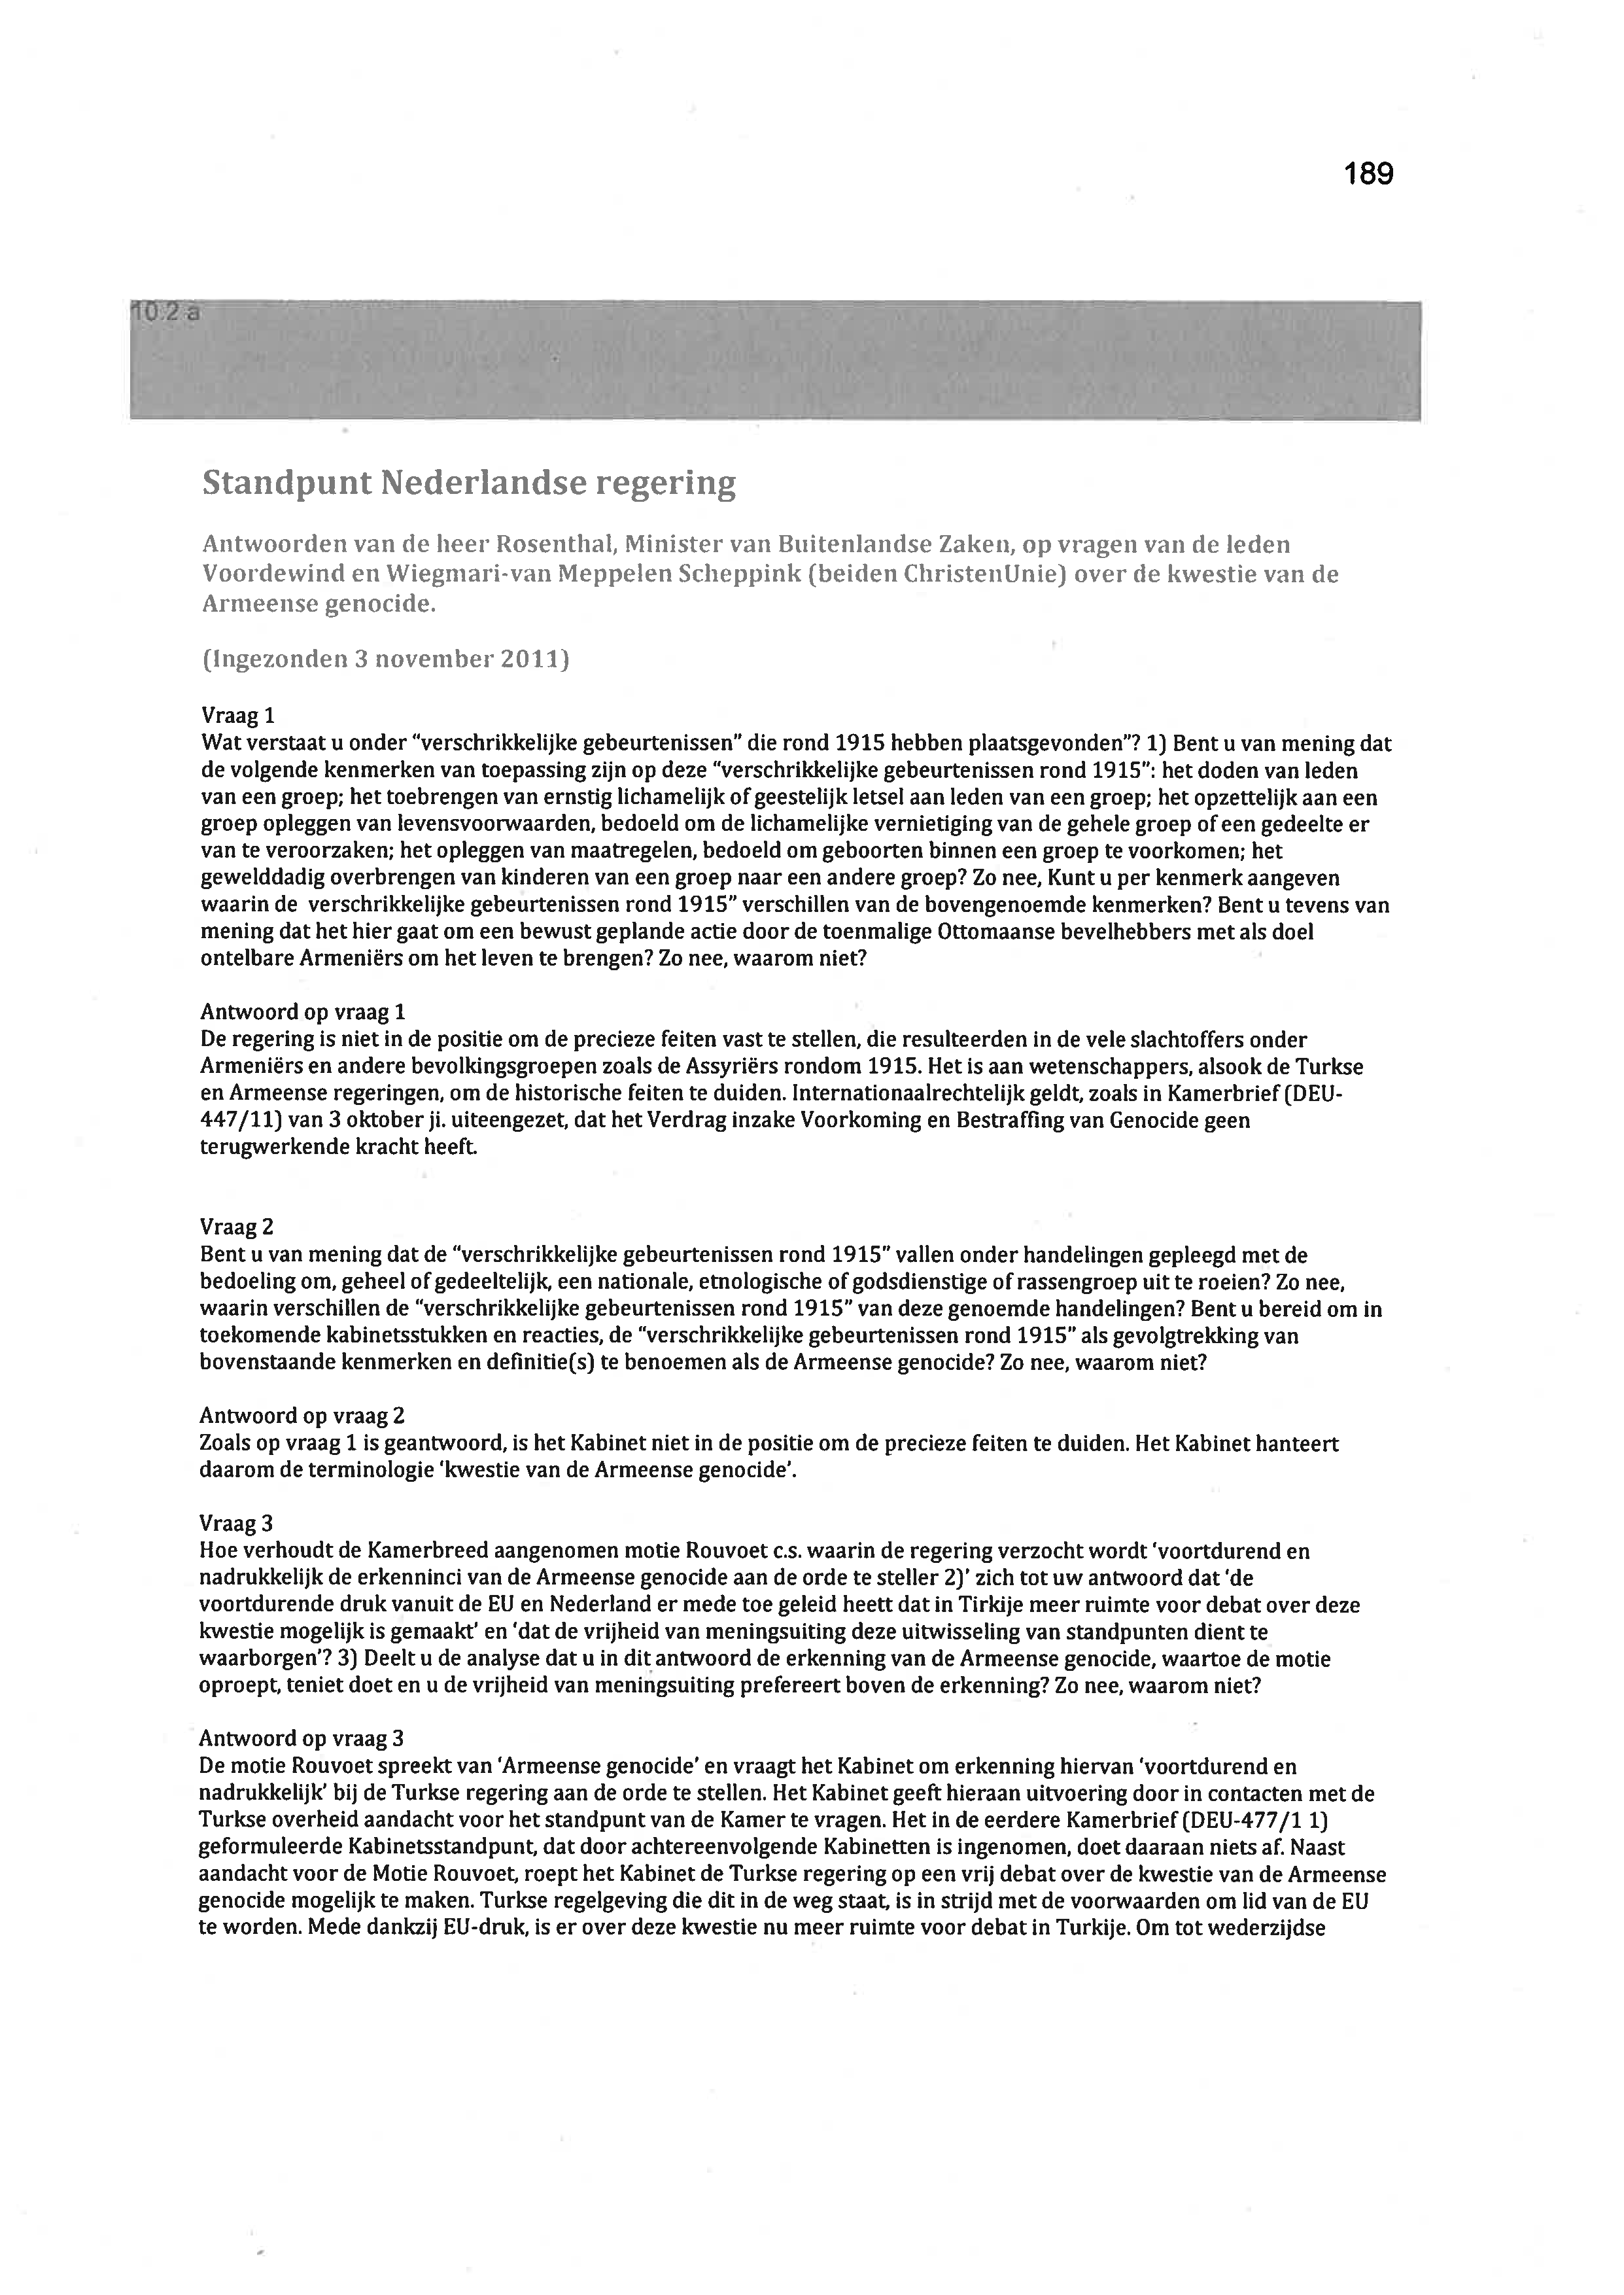 189
10.2 a
Standpunt Nederlandse regering
Antwoorden van de heer Rosenthal, Minister van Buitenlandse Zaken, op vragen van de leden
Voordewind en Wiegmari-van Meppelen Scheppink (beiden ChristenUnie) over de kwestie van de
Armeense genocide.
(Ingezonden 3 november 2011)
Vraag 1
Wat verstaat u onder “verschrikkelijke gebeurtenissen” die rond 1915 hebben plaatsgevonden”? 1) Bent u van mening dat
de volgende kenmerken van toepassing zijn op deze “verschrikkelijke gebeurtenissen rond 1915”: het doden van leden
van een groep; het toebrengen van ernstig lichamelijk of geestelijk letsel aan leden van een groep; het opzettelijk aan een
groep opleggen van levensvoorwaarden, bedoeld om de lichamelijke vernietiging van de gehele groep of een gedeelte er
van te veroorzaken; het opleggen van maatregelen, bedoeld om geboorten binnen een groep te voorkomen; het
gewelddadig overbrengen van kinderen van een groep naar een andere groep? Zo nee, Kunt u per kenmerk aangeven
waarin de verschrikkelijke gebeurtenissen rond 1915” verschillen van de bovengenoemde kenmerken? Bent u tevens van
mening dat het hier gaat om een bewust geplande actie door de toenmalige Ottomaanse bevelhebbers met als doel
ontelbare Armeniërs om het leven te brengen? Zo nee, waarom niet?
Antwoord op vraag 1
De regering is niet in de positie om de precieze feiten vast te stellen, die resulteerden in de vele slachtoffers onder
Armeniërs en andere bevolkingsgroepen zoals de Assyriërs rondom 1915. Het is aan wetenschappers, alsook de Turkse
en Armeense regeringen, om de historische feiten te duiden. Internationaalrechtelijk geldt, zoals in Kamerbrief (DEU-
447/11) van 3 oktober ji. uiteengezet, dat het Verdrag inzake Voorkoming en Bestraffing van Genocide geen
terugwerkende kracht heeft.
Vraag 2
Bent u van mening dat de “verschrikkelijke gebeurtenissen rond 1915” vallen onder handelingen gepleegd met de
bedoeling om, geheel of gedeeltelijk, een nationale, etnologische of godsdienstige of rassengroep uit te roeien? Zo nee,
waarin verschillen de “verschrikkelijke gebeurtenissen rond 1915” van deze genoemde handelingen? Bent u bereid om in
toekomende kabinetsstukken en reacties, de “verschrikkelijke gebeurtenissen rond 1915” als gevolgtrekking van
bovenstaande kenmerken en definitie(s) te benoemen als de Armeense genocide? Zo nee, waarom niet?
Antwoord op vraag 2
Zoals op vraag 1 is geantwoord, is het Kabinet niet in de positie om de precieze feiten te duiden. Het Kabinet hanteert
daarom de terminologie ‘kwestie van de Armeense genocide’.
Vraag 3
Hoe verhoudt de Kamerbreed aangenomen motie Rouvoet c.s. waarin de regering verzocht wordt ‘voortdurend en
nadrukkelijk de erkenninci van de Armeense genocide aan de orde te steller 2)’ zich tot uw antwoord dat ‘de
voortdurende druk vanuit de EU en Nederland er mede toe geleid heett dat in Tirkije meer ruimte voor debat over deze
kwestie mogelijk is gemaakt’ en ‘dat de vrijheid van meningsuiting deze uitwisseling van standpunten dient te
waarborgen’? 3) Deelt u de analyse dat u in dit antwoord de erkenning van de Armeense genocide, waartoe de motie
oproept, teniet doet en u de vrijheid van meningsuiting prefereert boven de erkenning? Zo nee, waarom niet?
Antwoord op vraag 3
De motie Rouvoet spreekt van ‘Armeense genocide’ en vraagt het Kabinet om erkenning hiervan ‘voortdurend en
nadrukkelijk’ bij de Turkse regering aan de orde te stellen. Het Kabinet geeft hieraan uitvoering door in contacten met de
Turkse overheid aandacht voor het standpunt van de Kamer te vragen. Het in de eerdere Kamerbrief (DEU-477/1 1)
geformuleerde Kabinetsstandpunt, dat door achtereenvolgende Kabinetten is ingenomen, doet daaraan niets af. Naast
aandacht voor de Motie Rouvoet, roept het Kabinet de Turkse regering op een vrij debat over de kwestie van de Armeense
genocide mogelijk te maken. Turkse regelgeving die dit in de weg staat, is in strijd met de voorwaarden om lid van de EU
te worden. Mede dankzij EU-druk, is er over deze kwestie nu meer ruimte voor debat in Turkije. Om tot wederzijdse